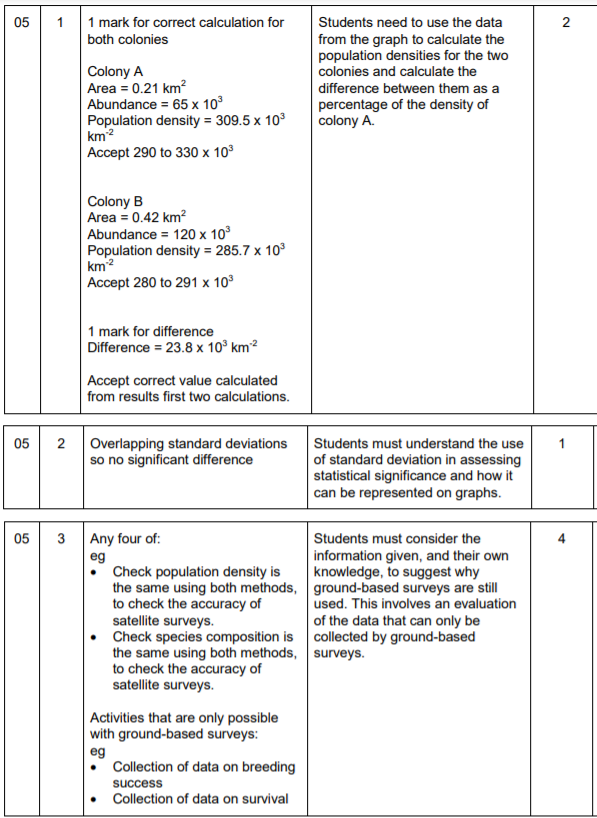 05 1 1 mark for correct calculation for both colonies
Colony A
Area = 0.21 km²
Abundance = 65 x 10³
Population density = 309.5 x 10³
km⁻²
Accept 290 to 330 x 10³
Colony B
Area = 0.42 km²
Abundance = 120 x 10³
Population density = 285.7 x 10³
km⁻²
Accept 280 to 291 x 10³
1 mark for difference
Difference = 23.8 x 10³ km⁻²
Accept correct value calculated
from results first two calculations.
Students need to use the data
from the graph to calculate the
population densities for the two
colonies and calculate the
difference between them as a
percentage of the density of
colony A.
2
05 2 Overlapping standard deviations
so no significant difference
Students must understand the use
of standard deviation in assessing
statistical significance and how it
can be represented on graphs.
1
05 3 Any four of:
eg
• Check population density is
the same using both methods,
to check the accuracy of
satellite surveys.
• Check species composition is
the same using both methods,
to check the accuracy of
satellite surveys.
Activities that are only possible
with ground-based surveys:
eg
• Collection of data on breeding
success
• Collection of data on survival
Students must consider the
information given, and their own
knowledge, to suggest why
ground-based surveys are still
used. This involves an evaluation
of the data that can only be
collected by ground-based
surveys.
4